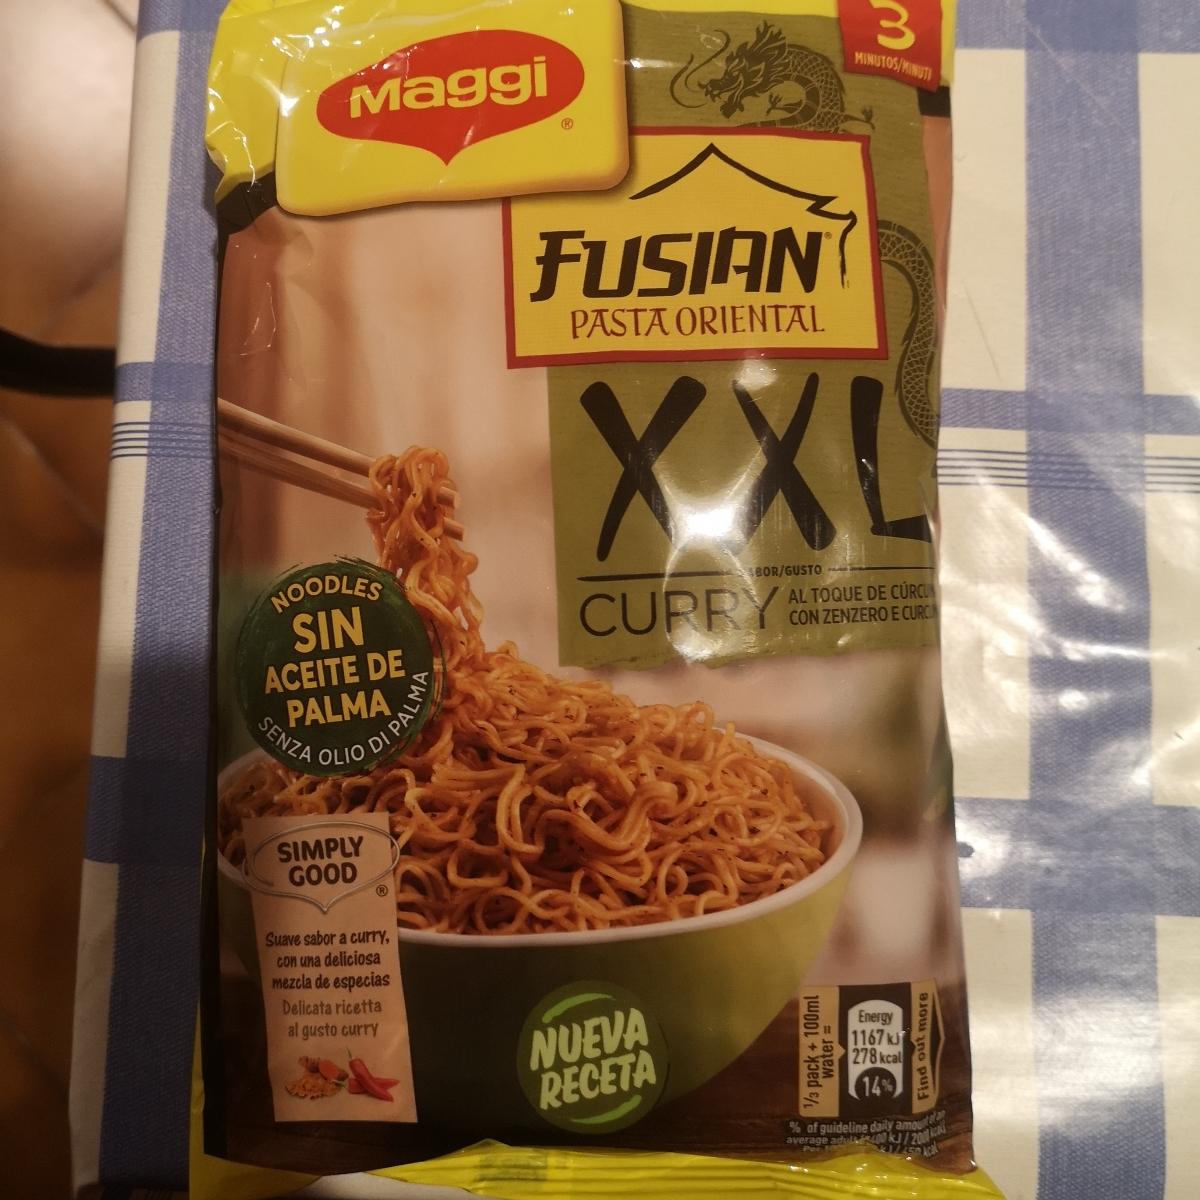 3
MINUTOS/MINUTI
Maggi
®
FUSIAN®
PASTA ORIENTAL
XXL
/GUSTO
CURRY
AL TOQUE DE
CON ZENZERO E
NOODLES
SIN
ACEITE DE
PALMA
SENZA OLIO DI PALMA
SIMPLY
GOOD
®
Suave sabor a curry,
con una deliciosa
mezcla de especias
Delicata ricetta
al gusto curry
NUEVA
RECETA
1/3 pack + 100ml
water =
Energy
1167 kJ
278 kcal
14%
Find out more
% of guideline daily amount of an
average